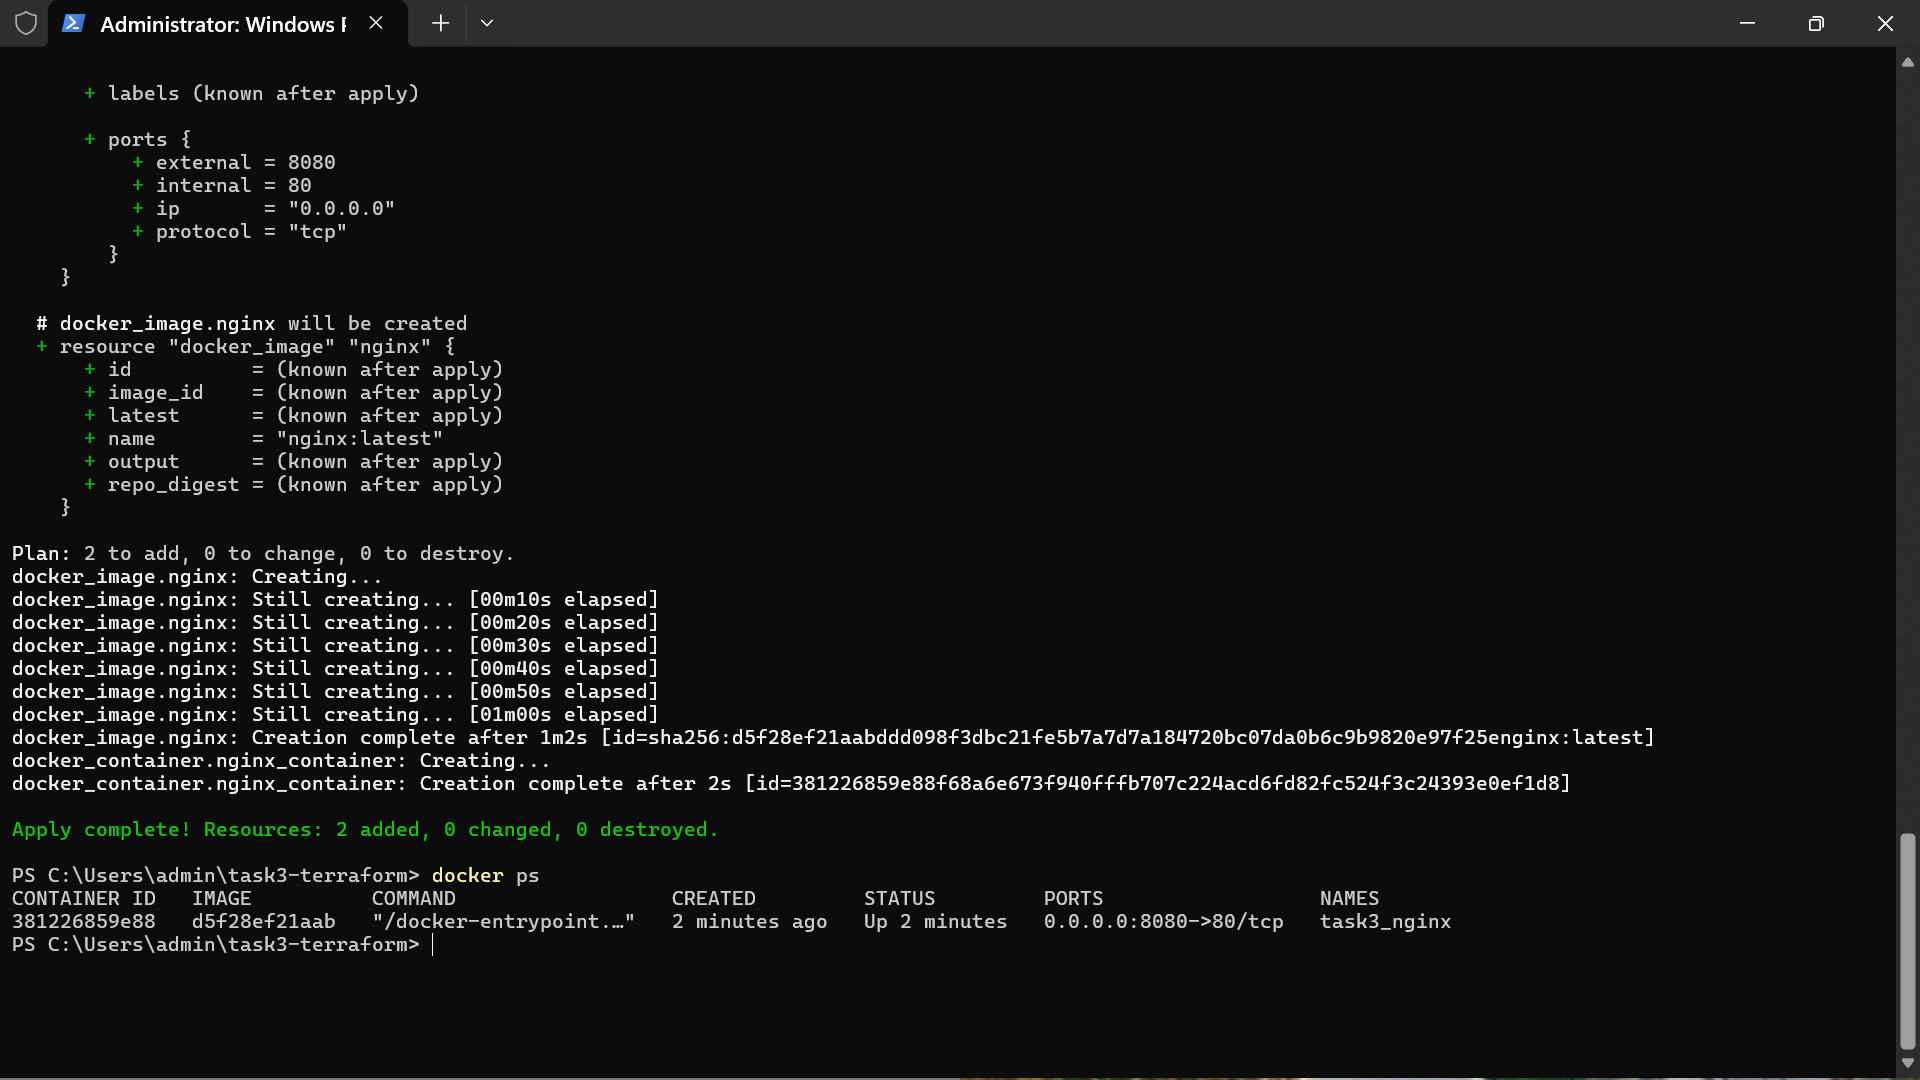 Administrator: Windows P
+ labels (known after apply)
+ ports {
+ external = 8080
+ internal = 80
+ ip       = "0.0.0.0"
+ protocol = "tcp"
}
}
# docker_image.nginx will be created
+ resource "docker_image" "nginx" {
+ id          = (known after apply)
+ image_id    = (known after apply)
+ latest      = (known after apply)
+ name        = "nginx:latest"
+ output      = (known after apply)
+ repo_digest = (known after apply)
}
Plan: 2 to add, 0 to change, 0 to destroy.
docker_image.nginx: Creating...
docker_image.nginx: Still creating... [00m10s elapsed]
docker_image.nginx: Still creating... [00m20s elapsed]
docker_image.nginx: Still creating... [00m30s elapsed]
docker_image.nginx: Still creating... [00m40s elapsed]
docker_image.nginx: Still creating... [00m50s elapsed]
docker_image.nginx: Still creating... [01m00s elapsed]
docker_image.nginx: Creation complete after 1m2s [id=sha256:d5f28ef21aabddd098f3dbc21fe5b7a7d7a184720bc07da0b6c9b9820e97f25enginx:latest]
docker_container.nginx_container: Creating...
docker_container.nginx_container: Creation complete after 2s [id=381226859e88f68a6e673f940fffb707c224acd6fd82fc524f3c24393e0ef1d8]
Apply complete! Resources: 2 added, 0 changed, 0 destroyed.
PS C:\Users\admin\task3-terraform> docker ps
CONTAINER ID   IMAGE          COMMAND                  CREATED         STATUS         PORTS                  NAMES
381226859e88   d5f28ef21aab   "/docker-entrypoint.…"   2 minutes ago   Up 2 minutes   0.0.0.0:8080->80/tcp   task3_nginx
PS C:\Users\admin\task3-terraform>